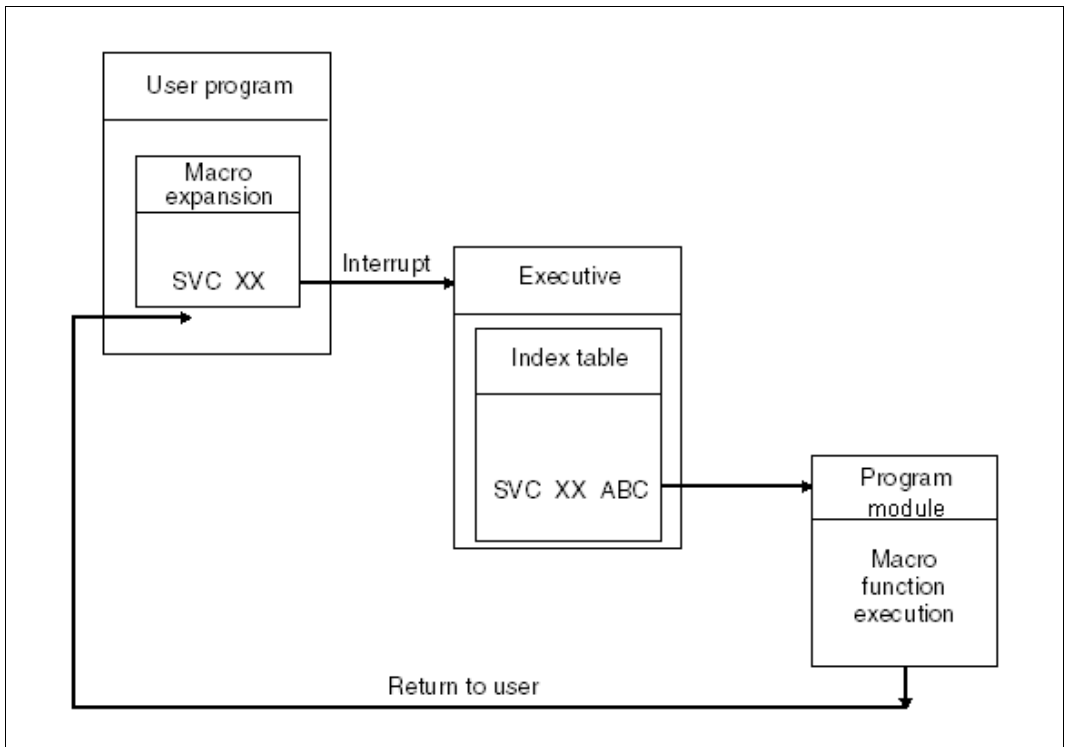 User program
Macro
expansion
SVC XX
Interrupt
Executive
Index table
SVC XX ABC
Program
module
Macro
function
execution
Return to user